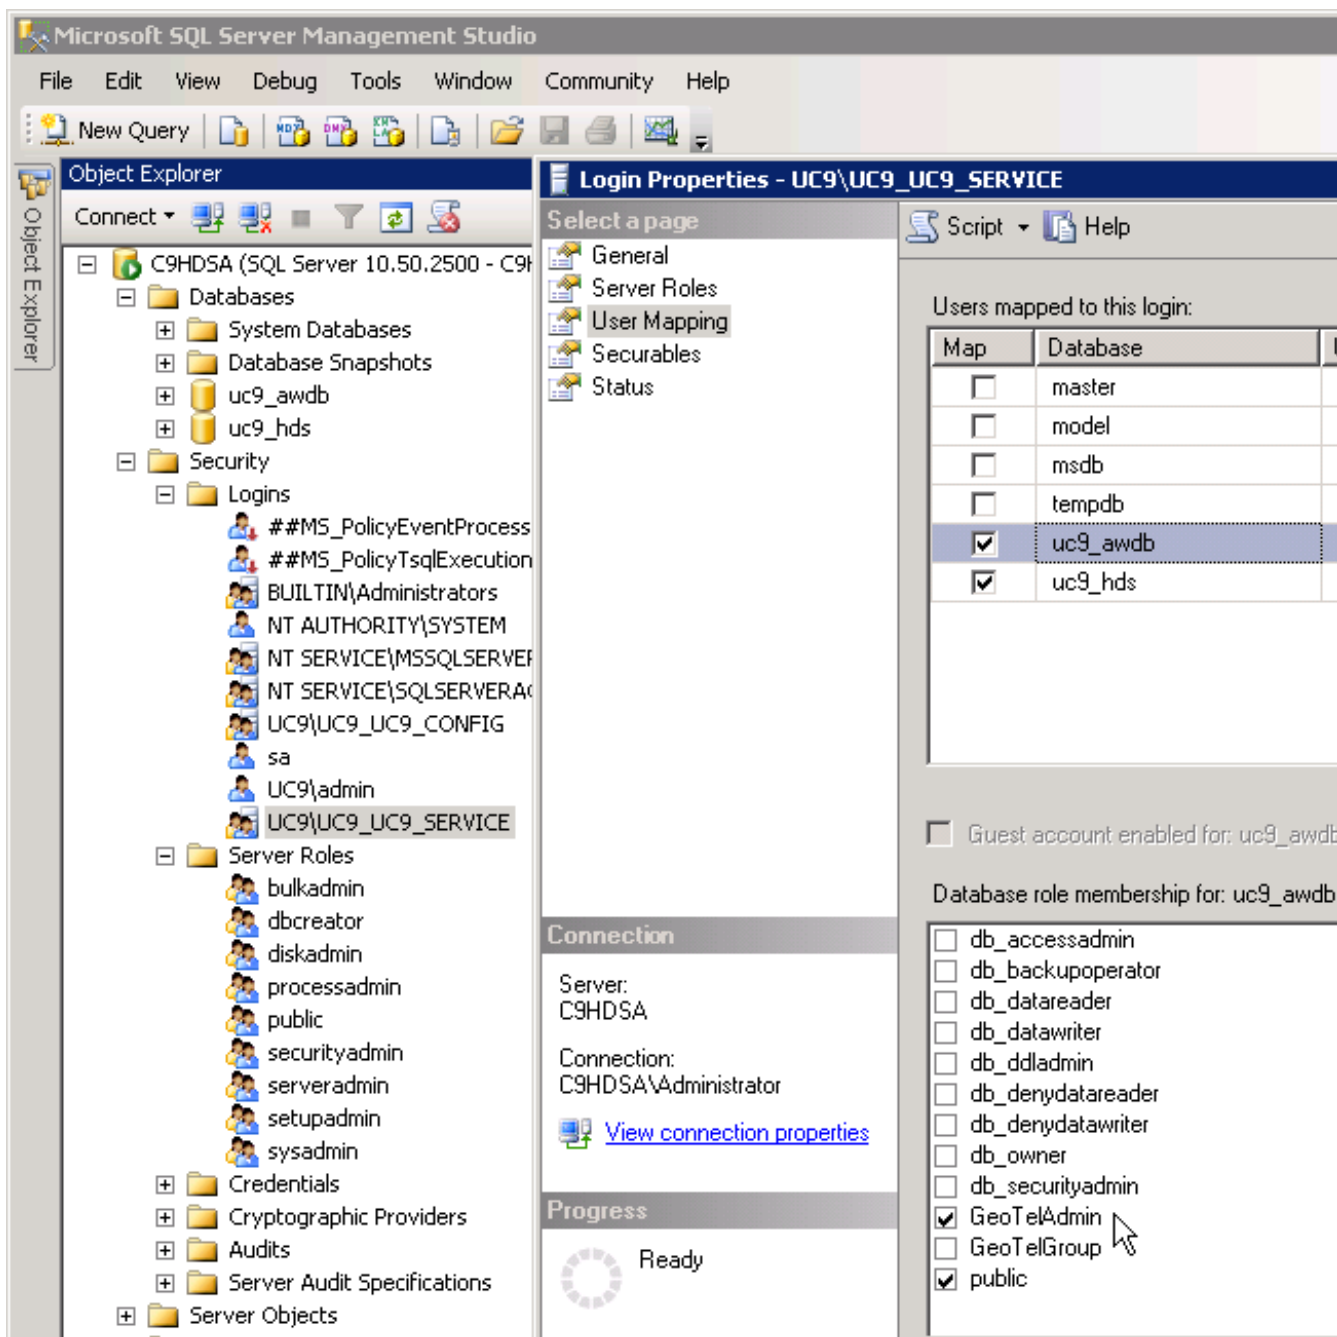 Microsoft SQL Server Management Studio
File Edit View Debug Tools Window Community Help
New Query
Object Explorer
Object Explorer
Connect
C9HDSA (SQL Server 10.50.2500 - C9H
Databases
System Databases
Database Snapshots
uc9_awdb
uc9_hds
Security
Logins
##MS_PolicyEventProcess
##MS_PolicyTsqlExecution
BUILTIN\Administrators
NT AUTHORITY\SYSTEM
NT SERVICE\MSSQLSERVER
NT SERVICE\SQLSERVERAG
UC9\UC9_UC9_CONFIG
sa
UC9\admin
UC9\UC9_UC9_SERVICE
Server Roles
bulkadmin
dbcreator
diskadmin
processadmin
public
securityadmin
serveradmin
setupadmin
sysadmin
Credentials
Cryptographic Providers
Audits
Server Audit Specifications
Server Objects
Login Properties - UC9\UC9_UC9_SERVICE
Select a page
General
Server Roles
User Mapping
Securables
Status
Connection
Server:
C9HDSA
Connection:
C9HDSA\Administrator
View connection properties
Progress
Ready
Script Help
Users mapped to this login:
Map Database
master
model
msdb
tempdb
uc9_awdb
uc9_hds
Guest account enabled for: uc9_awdb
Database role membership for: uc9_awdb
db_accessadmin
db_backupoperator
db_datareader
db_datawriter
db_ddladmin
db_denydatareader
db_denydatawriter
db_owner
db_securityadmin
GeoTelAdmin
GeoTelGroup
public